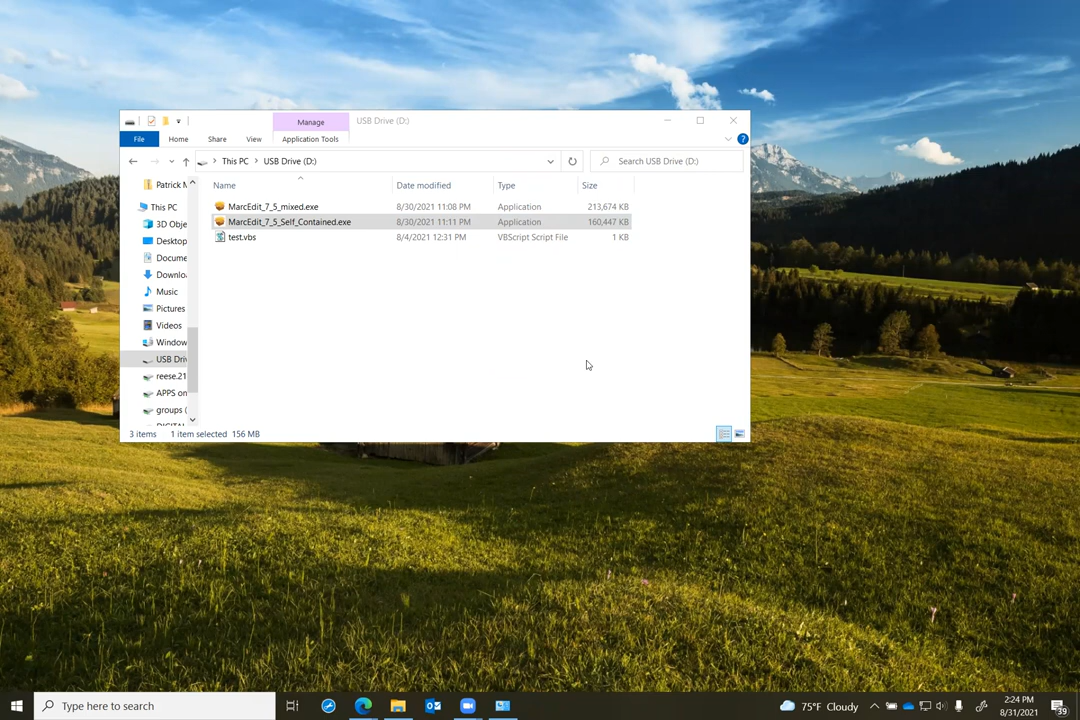 Manage
USB Drive (D:)
File
Home
Share
View
Application Tools
?
This PC
USB Drive (D:)
Search USB Drive (D:)
Name
Date modified
Type
Size
MarcEdit_7_5_mixed.exe
8/30/2021 11:08 PM
Application
213,674 KB
MarcEdit_7_5_Self_Contained.exe
8/30/2021 11:11 PM
Application
160,447 KB
test.vbs
8/4/2021 12:31 PM
VBScript Script File
1 KB
Patrick M
This PC
3D Obje
Desktop
Docume
Downloa
Music
Pictures
Videos
Window
USB Driv
reese.21
APPS on
groups (
3 items
1 item selected
156 MB
Type here to search
75°F Cloudy
2:24 PM
8/31/2021
39